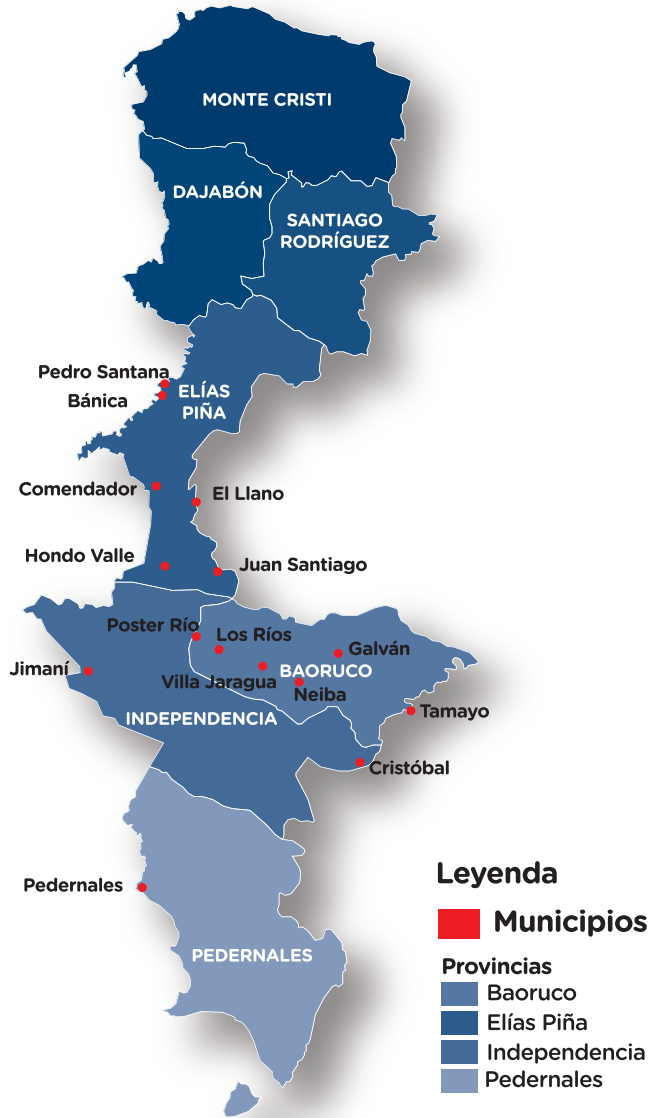 MONTE CRISTI
DAJABÓN
SANTIAGO
RODRÍGUEZ
Pedro Santana
Bánica
ELÍAS
PIÑA
Comendador
El Llano
Hondo Valle
Juan Santiago
Poster Río
Los Ríos
Galván
Jimaní
BAORUCO
Villa Jaragua
Neiba
Tamayo
INDEPENDENCIA
Cristóbal
Pedernales
PEDERNALES
Leyenda
Municipios
Provincias
Baoruco
Elías Piña
Independencia
Pedernales